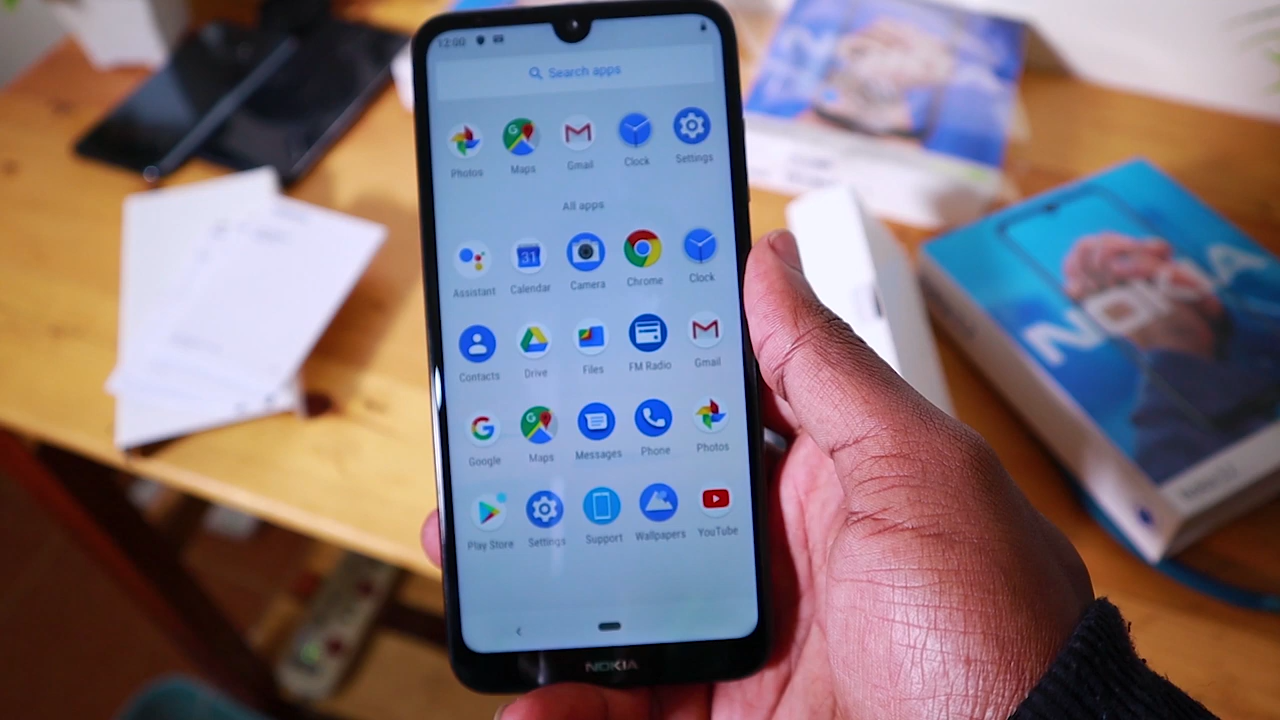 12:00
Search apps
Photos Maps Gmail Clock Settings
All apps
Assistant Calendar Camera Chrome Clock
31
Contacts Drive Files FM Radio Gmail
Google Maps Messages Phone Photos
Play Store Settings Support Wallpapers YouTube
NOKIA
NOKIA